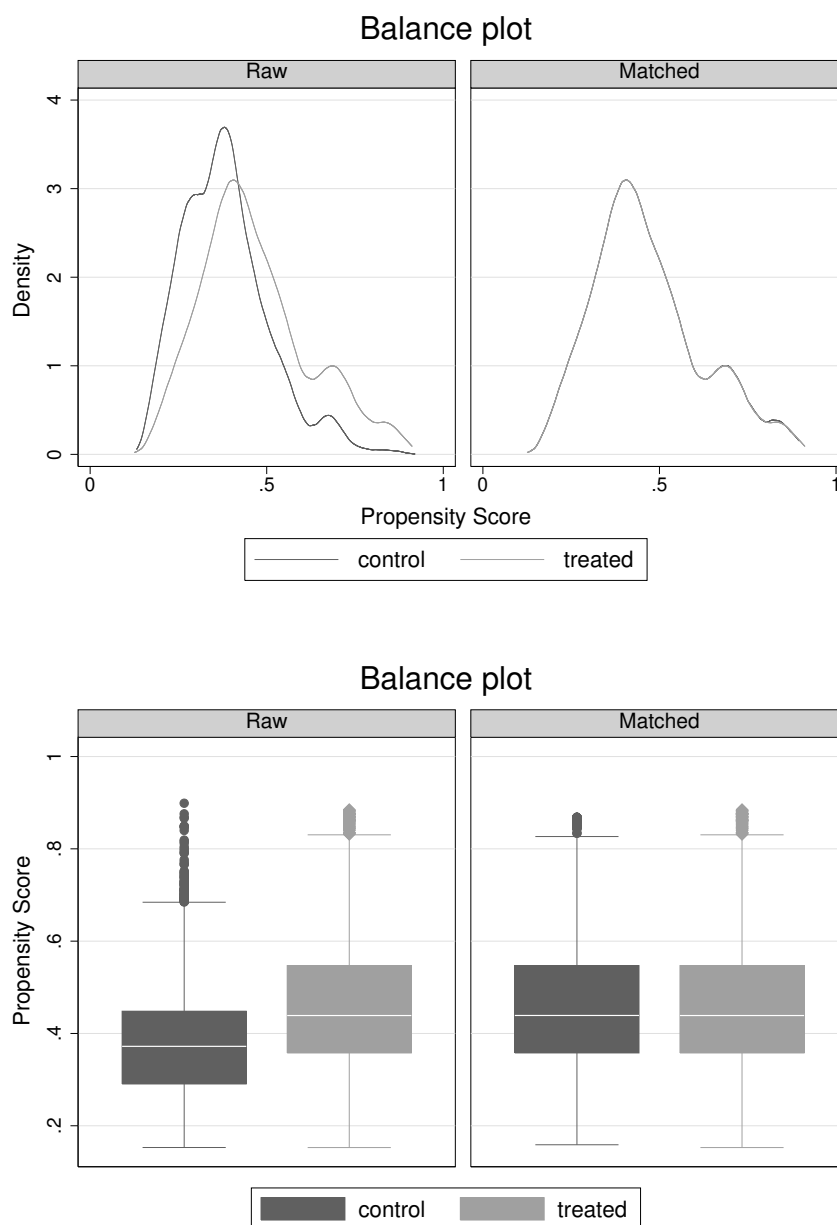 Balance plot
Raw Matched
Density
4
3
2
1
0
0 .5 1 0 .5 1
Propensity Score
control treated
Balance plot
Raw Matched
Propensity Score
1
.8
.6
.4
.2
control treated